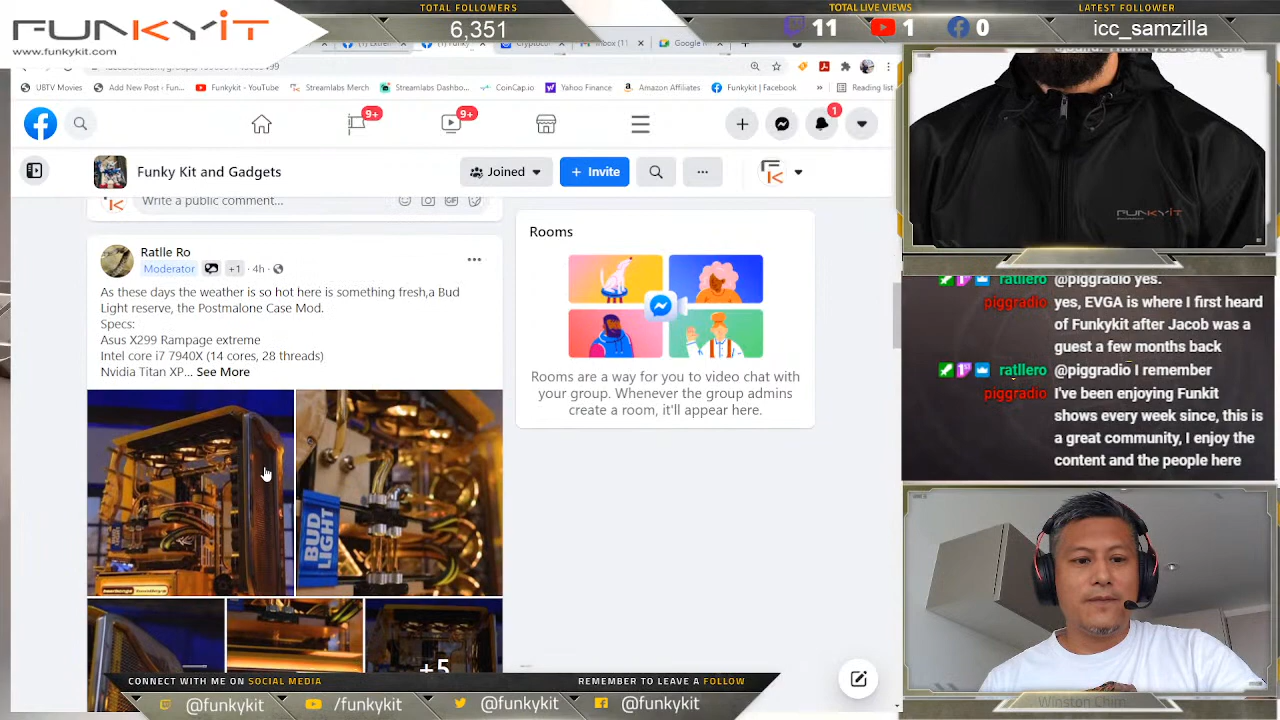 FUNKYKIT
www.funkykit.com
TOTAL FOLLOWERS
6,351
TOTAL LIVE VIEWS
11
1
0
LATEST FOLLOWER
icc_samzilla
Inbox (11)
UBTV Movies
Add New Post ‹ Fun...
Funkykit - YouTube
Streamlabs Merch
Streamlabs Dashbo...
CoinCap.io
Yahoo Finance
Amazon Affiliates
Funkykit | Facebook
»
Reading list
9+
9+
1
Funky Kit and Gadgets
Joined
+ Invite
Write a public comment...
GIF
Ratlle Ro
Moderator
+1 · 4h ·
As these days the weather is so hot here is something fresh,a Bud
Light reserve, the Postmalone Case Mod.
Specs:
Asus X299 Rampage extreme
Intel core i7 7940X (14 cores, 28 threads)
Nvidia Titan XP... See More
BUD
LIGHT
+5
Rooms
Rooms are a way for you to video chat with
your group. Whenever the group admins
create a room, it'll appear here.
FUNKYKIT
ratllero @piggradio yes.
piggradio yes, EVGA is where I first heard
of Funkykit after Jacob was a
guest a few months back
ratllero @piggradio I remember
piggradio I've been enjoying Funkit
shows every week since, this is
a great community, I enjoy the
content and the people here
Winston Chim
CONNECT WITH ME ON SOCIAL MEDIA
REMEMBER TO LEAVE A FOLLOW
@funkykit
/funkykit
@funkykit
@funkykit